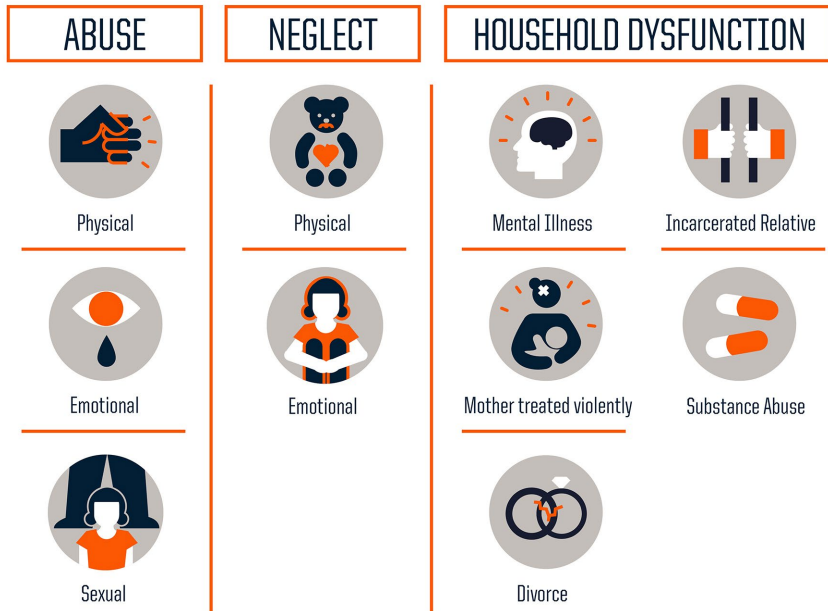 ABUSE
NEGLECT
HOUSEHOLD DYSFUNCTION
Physical
Physical
Mental Illness
Incarcerated Relative
Emotional
Emotional
Mother treated violently
Substance Abuse
Sexual
Divorce